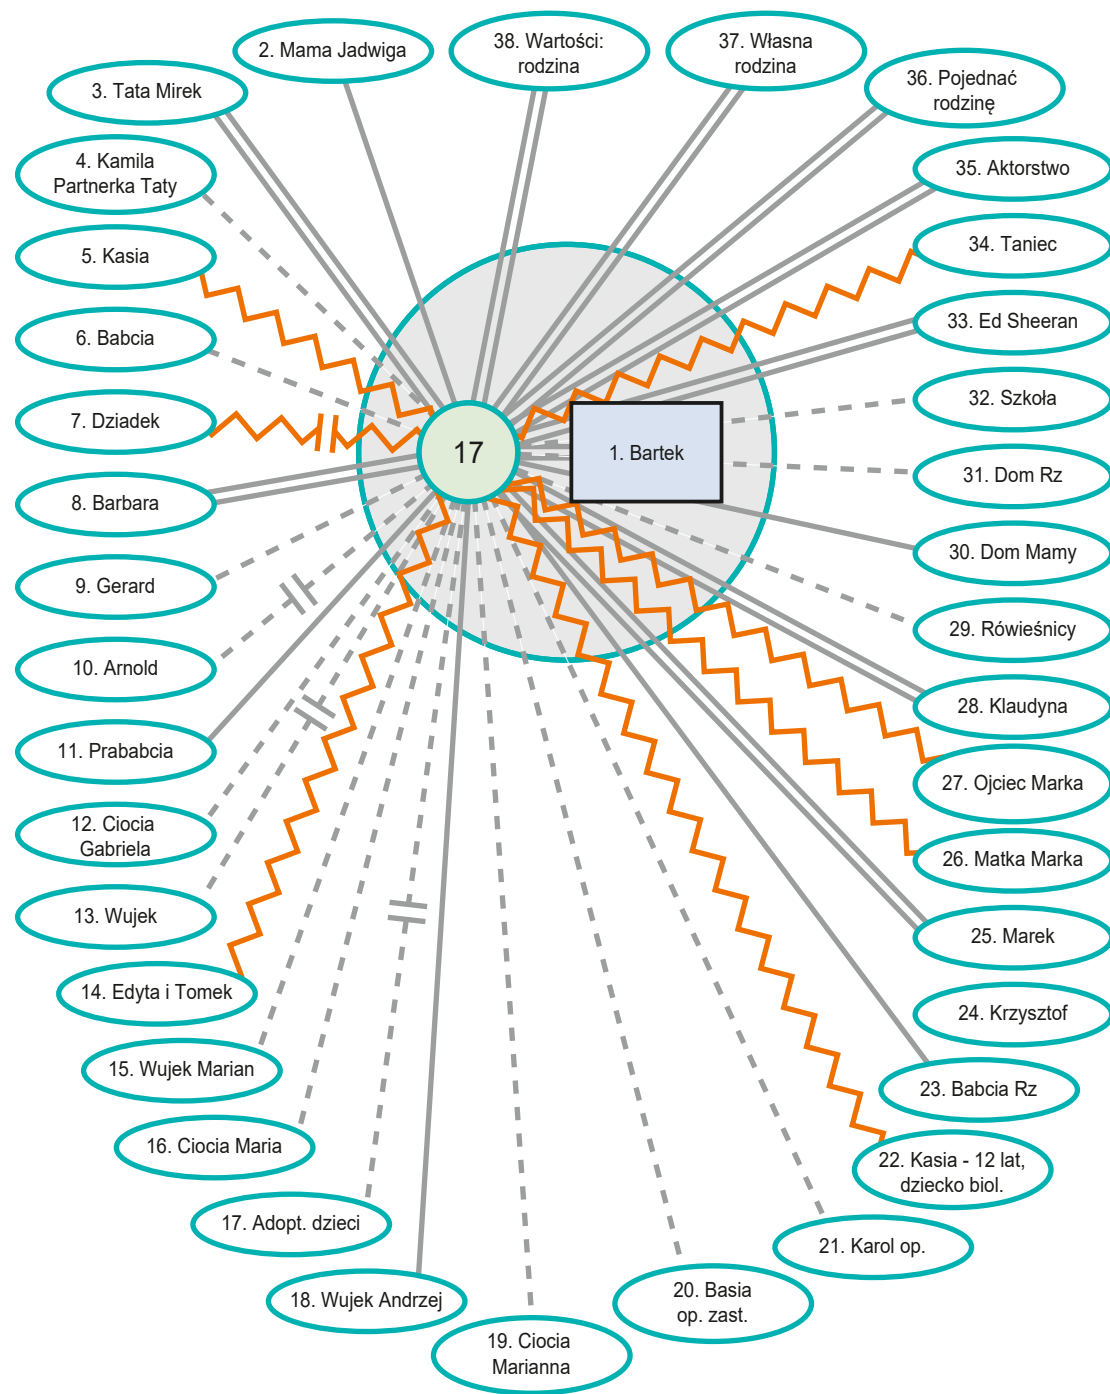 2. Mama Jadwiga
38. Wartości:
rodzina
37. Własna
rodzina
3. Tata Mirek
36. Pojednać
rodzinę
4. Kamila
Partnerka Taty
35. Aktorstwo
5. Kasia
34. Taniec
6. Babcia
33. Ed Sheeran
7. Dziadek
32. Szkoła
17
1. Bartek
8. Barbara
31. Dom Rz
9. Gerard
30. Dom Mamy
10. Arnold
29. Rówieśnicy
11. Prababcia
28. Klaudyna
12. Ciocia
Gabriela
27. Ojciec Marka
13. Wujek
26. Matka Marka
14. Edyta i Tomek
25. Marek
15. Wujek Marian
24. Krzysztof
16. Ciocia Maria
23. Babcia Rz
17. Adopt. dzieci
22. Kasia - 12 lat,
dziecko biol.
18. Wujek Andrzej
21. Karol op.
19. Ciocia
Marianna
20. Basia
op. zast.